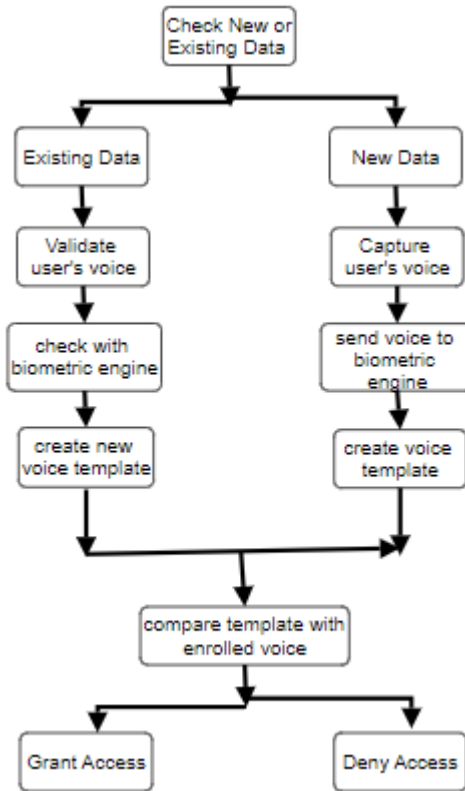 Check New or
Existing Data
Existing Data
New Data
Validate
user's voice
Capture
user's voice
check with
biometric engine
send voice to
biometric
engine
create new
voice template
create voice
template
compare template with
enrolled voice
Grant Access
Deny Access